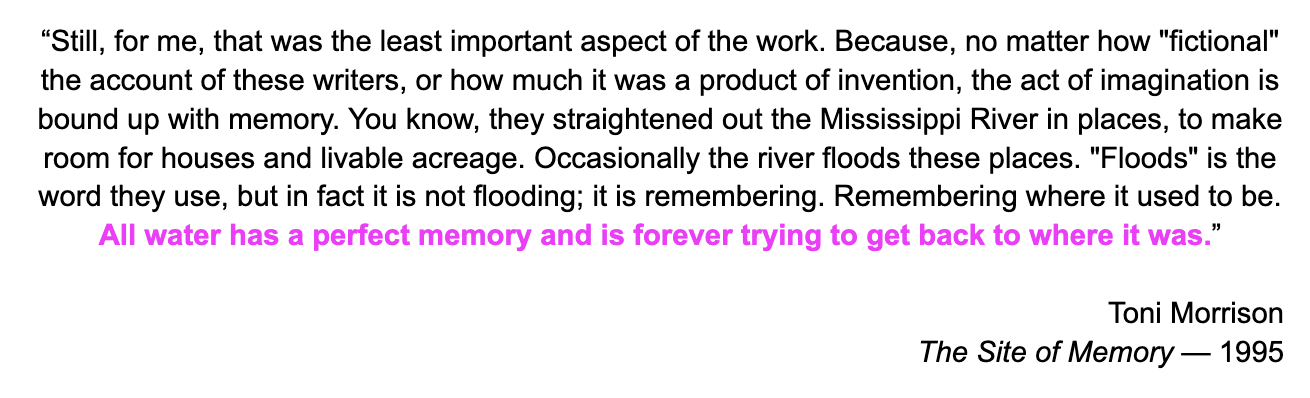 “Still, for me, that was the least important aspect of the work. Because, no matter how "fictional"
the account of these writers, or how much it was a product of invention, the act of imagination is
bound up with memory. You know, they straightened out the Mississippi River in places, to make
room for houses and livable acreage. Occasionally the river floods these places. "Floods" is the
word they use, but in fact it is not flooding; it is remembering. Remembering where it used to be.
All water has a perfect memory and is forever trying to get back to where it was.”
Toni Morrison
The Site of Memory — 1995